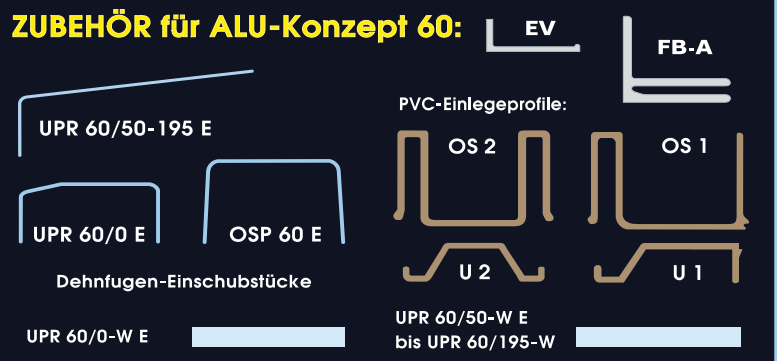 ZUBEHÖR für ALU-Konzept 60:
EV
FB-A
UPR 60/50-195 E
PVC-Einlegeprofile:
OS 2
OS 1
UPR 60/0 E
OSP 60 E
U 2
U 1
Dehnfugen-Einschubstücke
UPR 60/0-W E
UPR 60/50-W E
bis UPR 60/195-W